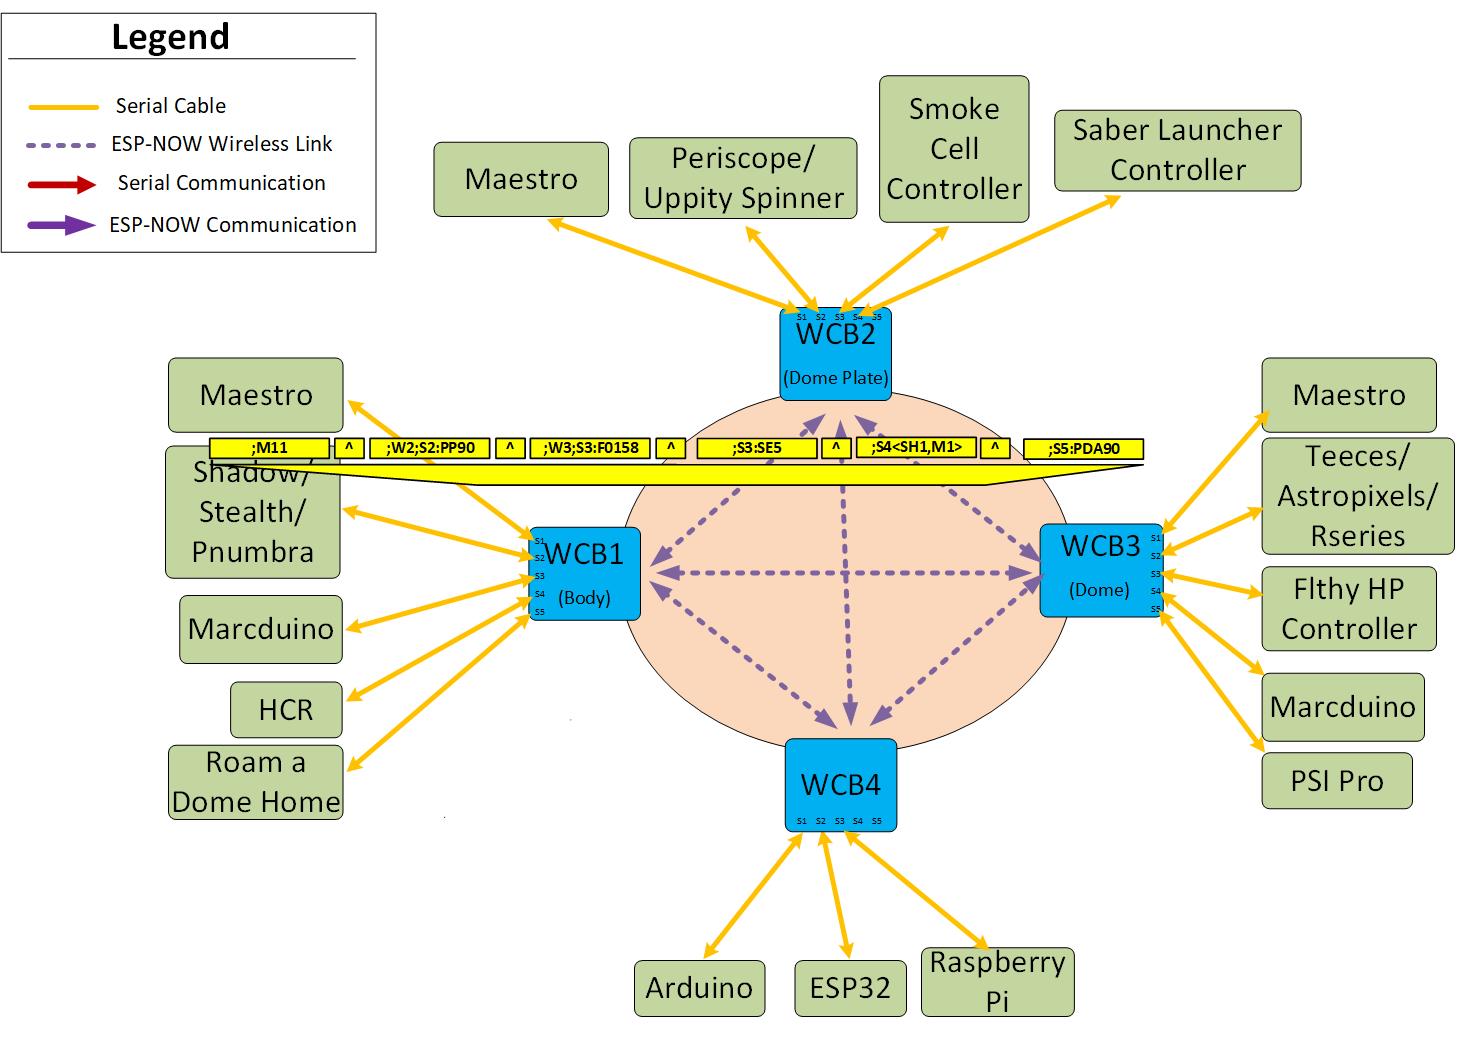 Legend
Serial Cable
ESP-NOW Wireless Link
Serial Communication
ESP-NOW Communication
Maestro
Periscope/
Uppity Spinner
Smoke
Cell
Controller
Saber Launcher
Controller
S1 S2 S3 S4 S5
WCB2
(Dome Plate)
Maestro
Shadow/
Stealth/
Pnumbra
Marcduino
HCR
Roam a
Dome Home
;M11 ^ ;W2;S2:PP90 ^ ;W3;S3:F0158 ^ ;S3:SE5 ^ ;S4<SH1,M1> ^ ;S5:PDA90
S1
S2
S3
S4
S5
WCB1
(Body)
WCB3
(Dome)
S1
S2
S3
S4
S5
Maestro
Teeces/
Astropixels/
Rseries
Flthy HP
Controller
Marcduino
PSI Pro
WCB4
S1 S2 S3 S4 S5
Arduino
ESP32
Raspberry
Pi